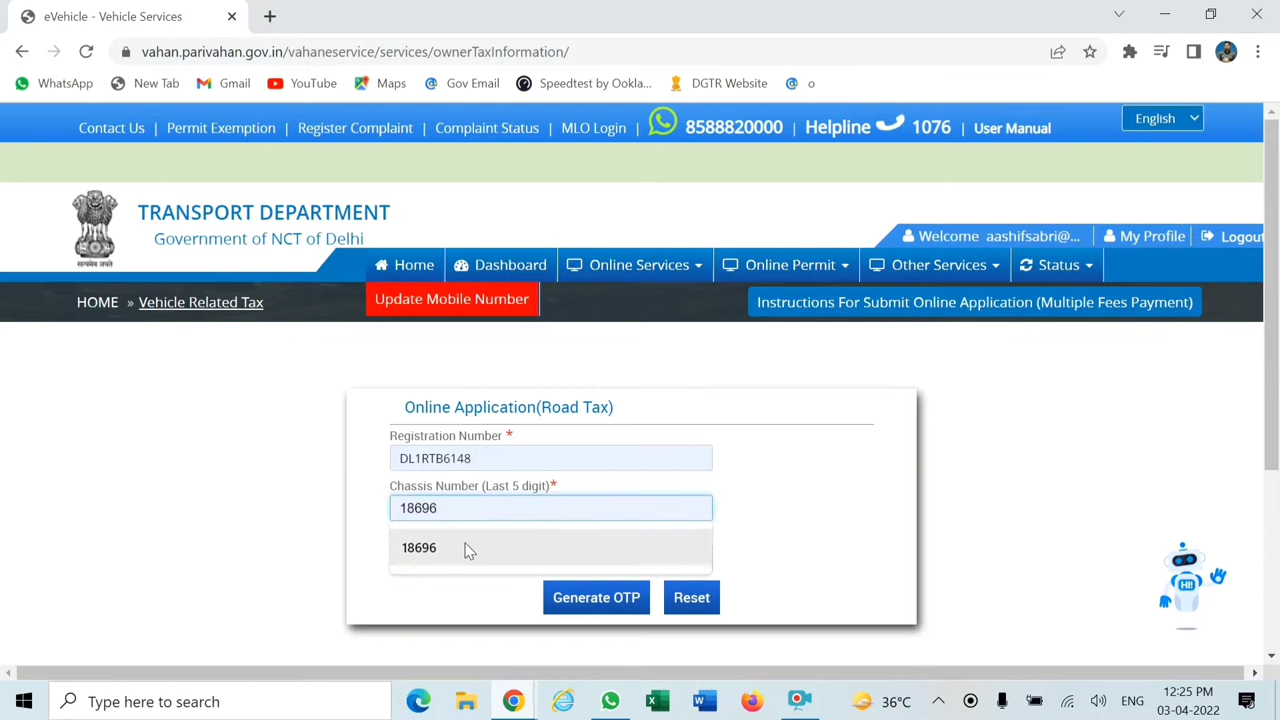 eVehicle - Vehicle Services
vahan.parivahan.gov.in/vahaneservice/services/ownerTaxInformation/
WhatsApp New Tab Gmail YouTube Maps Gov Email Speedtest by Ookla... DGTR Website o
Contact Us | Permit Exemption | Register Complaint | Complaint Status | MLO Login | 8588820000 | Helpline 1076 | User Manual English
TRANSPORT DEPARTMENT
Government of NCT of Delhi
सत्यमेव जयते
Welcome aashifsabri@... | My Profile | Logout
Home Dashboard Online Services Online Permit Other Services Status
HOME » Vehicle Related Tax Update Mobile Number Instructions For Submit Online Application (Multiple Fees Payment)
Online Application(Road Tax)
Registration Number *
DL1RTB6148
Chassis Number (Last 5 digit)*
18696
18696
HI!
Generate OTP Reset
Type here to search 36°C ENG 12:25 PM
03-04-2022